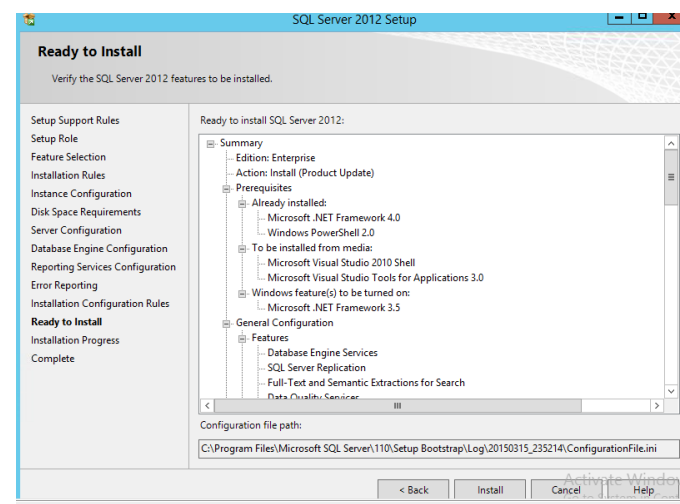 SQL Server 2012 Setup
Ready to Install
Verify the SQL Server 2012 features to be installed.
Setup Support Rules
Setup Role
Feature Selection
Installation Rules
Instance Configuration
Disk Space Requirements
Server Configuration
Database Engine Configuration
Reporting Services Configuration
Error Reporting
Installation Configuration Rules
Ready to Install
Installation Progress
Complete
Ready to install SQL Server 2012:
Summary
Edition: Enterprise
Action: Install (Product Update)
Prerequisites
Already installed:
Microsoft .NET Framework 4.0
Windows PowerShell 2.0
To be installed from media:
Microsoft Visual Studio 2010 Shell
Microsoft Visual Studio Tools for Applications 3.0
Windows feature(s) to be turned on:
Microsoft .NET Framework 3.5
General Configuration
Features
Database Engine Services
SQL Server Replication
Full-Text and Semantic Extractions for Search
Data Quality Services
Configuration file path:
C:\Program Files\Microsoft SQL Server\110\Setup Bootstrap\Log\20150315_235214\ConfigurationFile.ini
< Back
Install
Cancel
Help
Activate Window